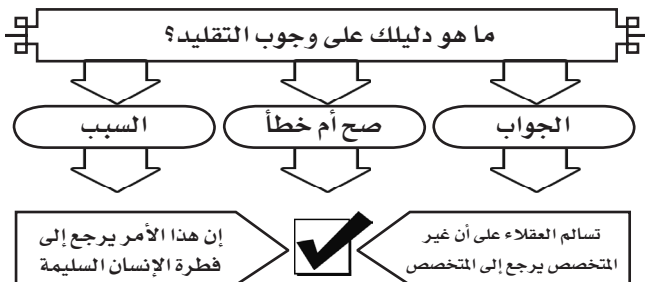 ما هو دليلك على وجوب التقليد؟
الجواب
صح أم خطأ
السبب
تسالم العقلاء على أن غير
المتخصص يرجع إلى المتخصص
إن هذا الأمر يرجع إلى
فطرة الإنسان السليمة